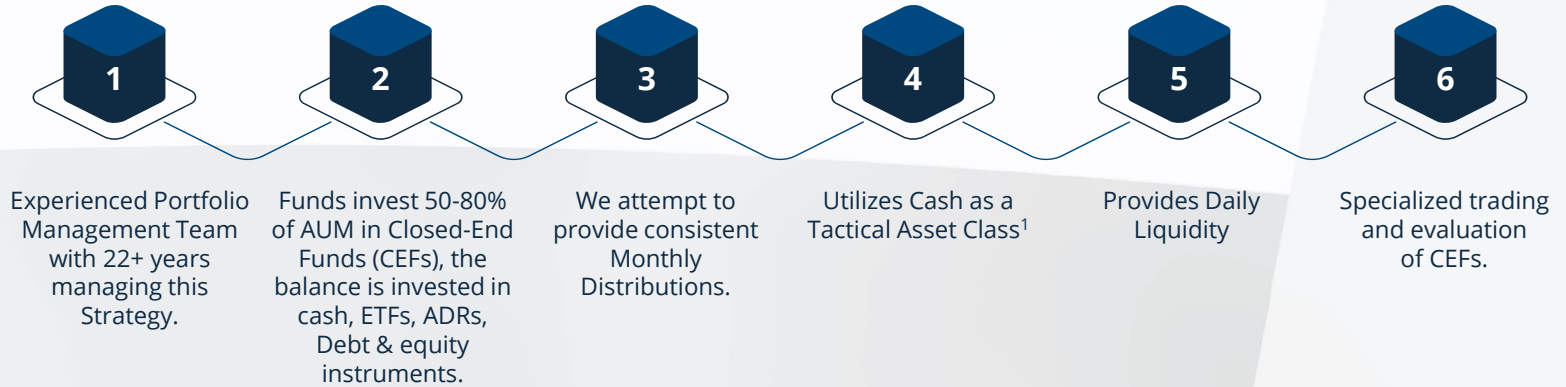 1
Experienced Portfolio
Management Team
with 22+ years
managing this
Strategy.
2
Funds invest 50-80%
of AUM in Closed-End
Funds (CEFs), the
balance is invested in
cash, ETFs, ADRs,
Debt & equity
instruments.
3
We attempt to
provide consistent
Monthly
Distributions.
4
Utilizes Cash as a
Tactical Asset Class¹
5
Provides Daily
Liquidity
6
Specialized trading
and evaluation
of CEFs.